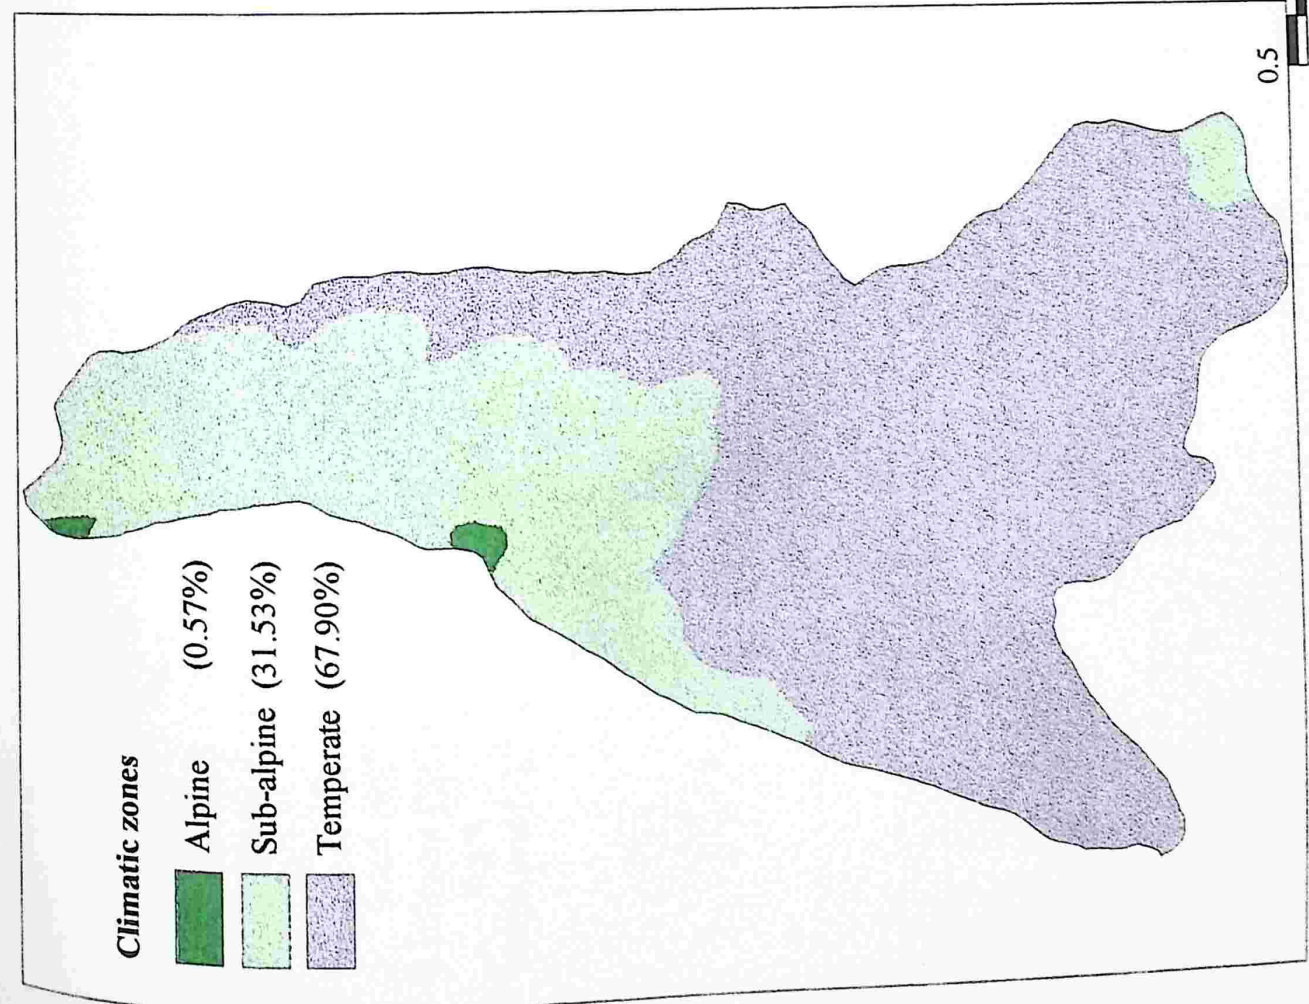 Climatic zones
Alpine (0.57%)
Sub-alpine (31.53%)
Temperate (67.90%)
0.5